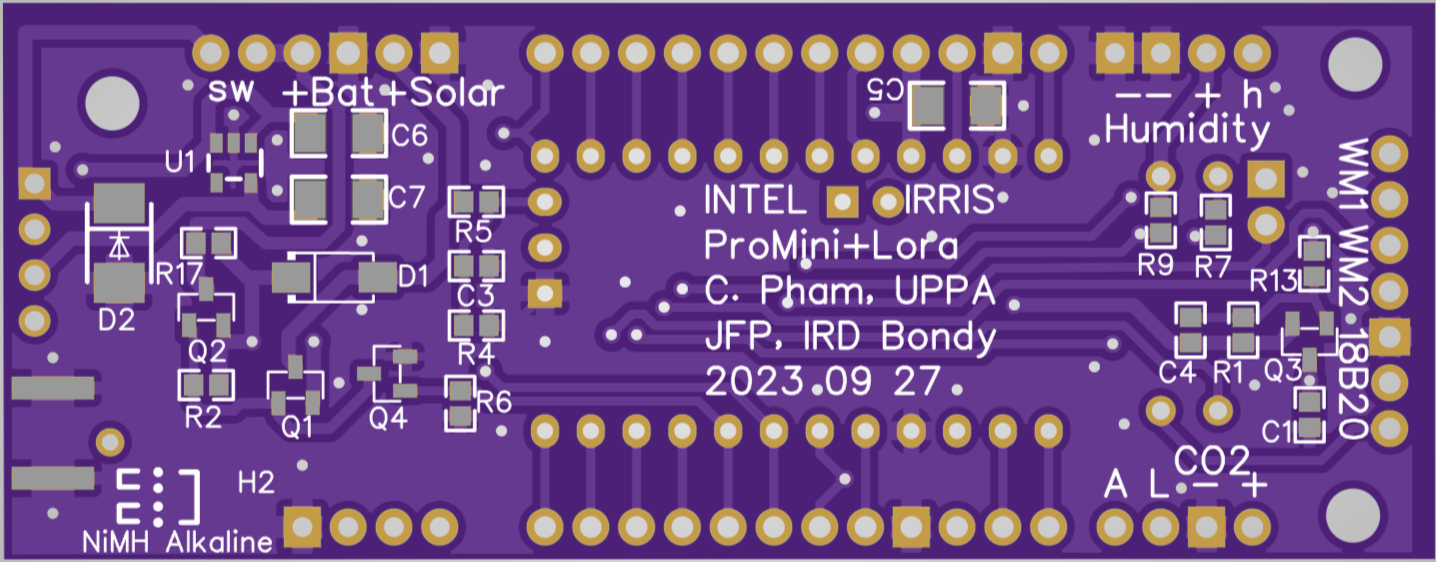 SW +Bat +Solar
C5
-- + h
Humidity
C6
U1
C7
WM1 WM2 18B20
INTEL IRRIS
R5
ProMini+Lora
R17
D1
R9 R7
R13
C3
C. Pham, UPPA
D2
Q2
JFP, IRD Bondy
R4
C4 R1 Q3
2023.09 27
R2
Q1
Q4
R6
C1
CO2
H2
A L - +
NiMH Alkaline